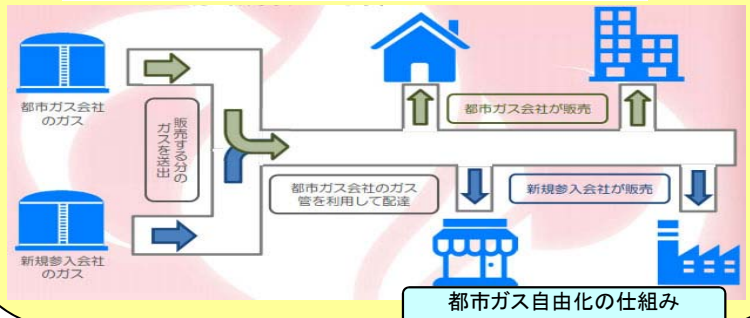 都市ガス会社
のガス
販売する分の
ガスを送出
都市ガス会社が販売
都市ガス会社のガス
管を利用して配達
新規参入会社が販売
新規参入会社
のガス
都市ガス自由化の仕組み